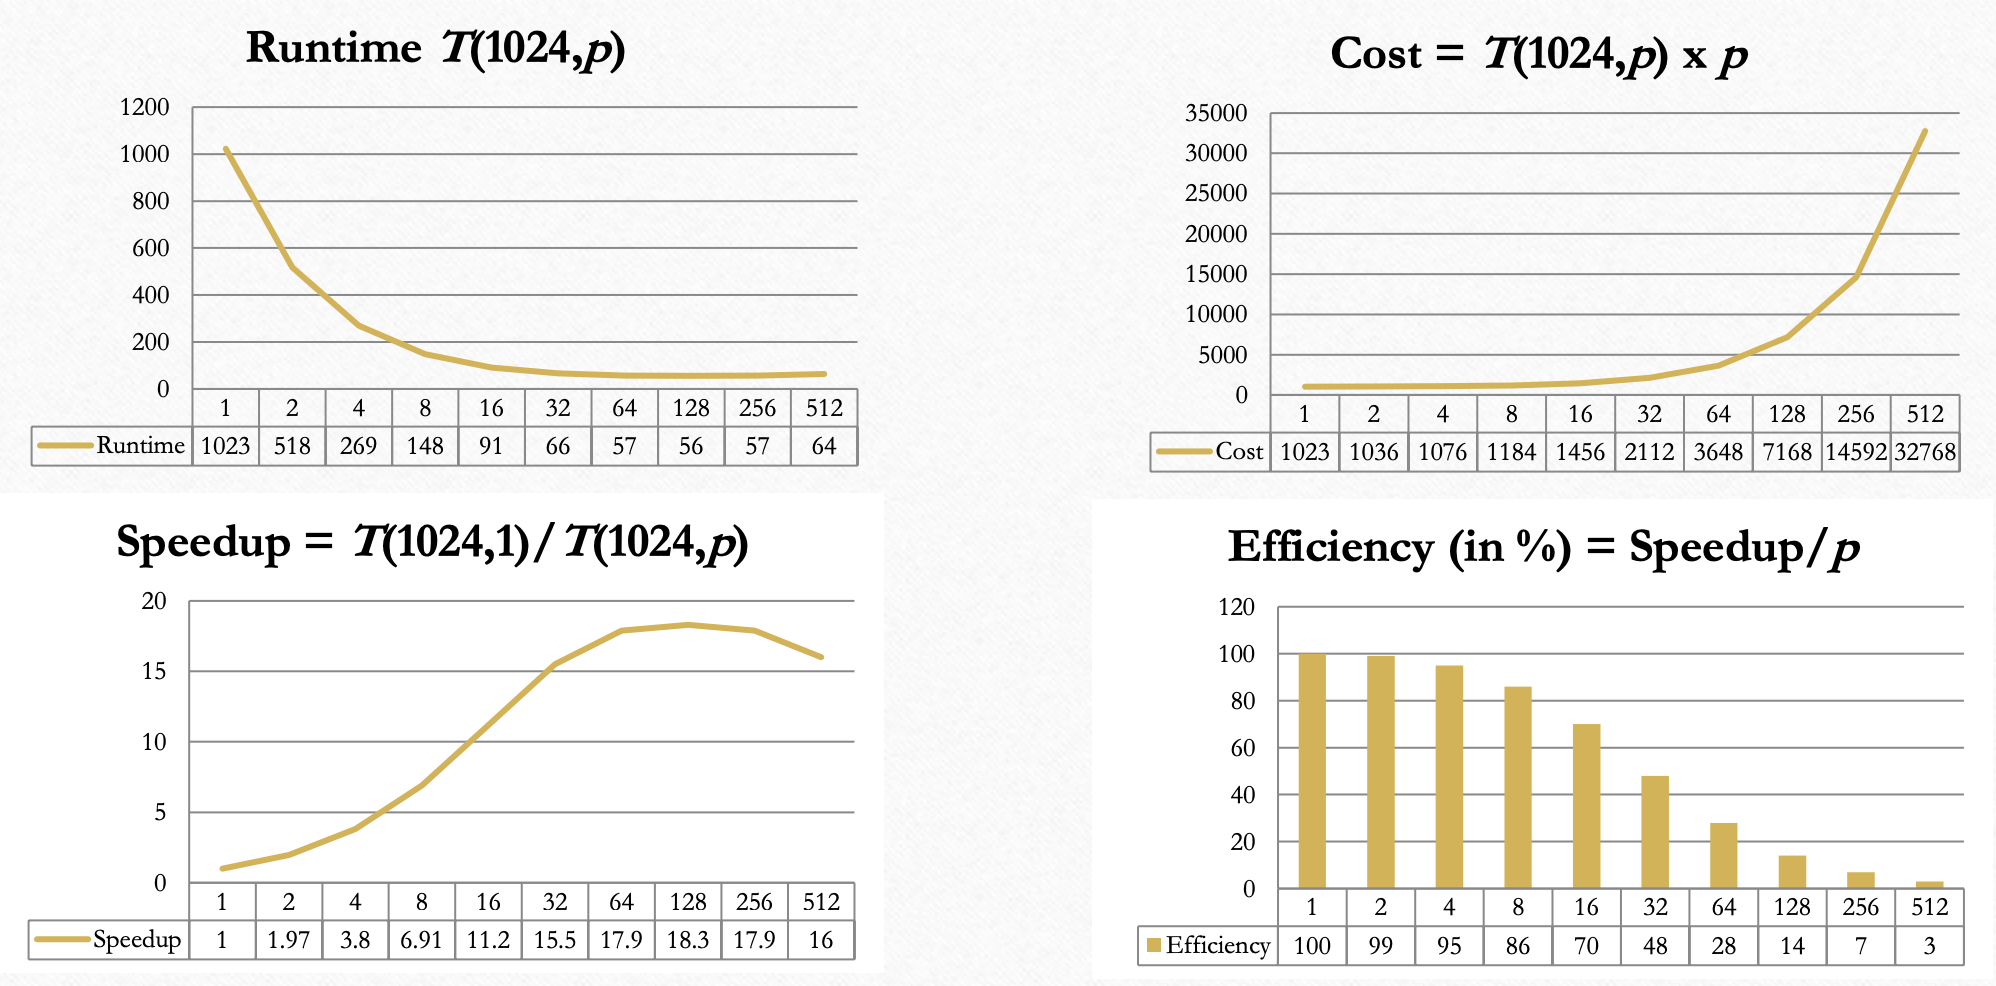 Runtime T(1024,p)
1200
1000
800
600
400
200
0
1 2 4 8 16 32 64 128 256 512
Runtime 1023 518 269 148 91 66 57 56 57 64
Cost = T(1024,p) x p
35000
30000
25000
20000
15000
10000
5000
0
1 2 4 8 16 32 64 128 256 512
Cost 1023 1036 1076 1184 1456 2112 3648 7168 14592 32768
Speedup = T(1024,1)/T(1024,p)
20
15
10
5
0
1 2 4 8 16 32 64 128 256 512
Speedup 1 1.97 3.8 6.91 11.2 15.5 17.9 18.3 17.9 16
Efficiency (in %) = Speedup/p
120
100
80
60
40
20
0
1 2 4 8 16 32 64 128 256 512
Efficiency 100 99 95 86 70 48 28 14 7 3